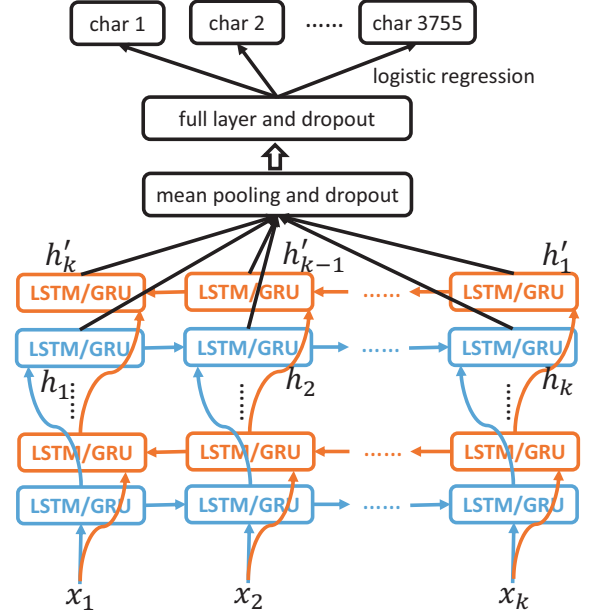 char 1 char 2 ...... char 3755
logistic regression
full layer and dropout
mean pooling and dropout
h′ₖ h′ₖ₋₁ h′₁
LSTM/GRU LSTM/GRU ...... LSTM/GRU
LSTM/GRU LSTM/GRU ...... LSTM/GRU
h₁ h₂ hₖ
...... ...... ......
LSTM/GRU LSTM/GRU ...... LSTM/GRU
LSTM/GRU LSTM/GRU ...... LSTM/GRU
x₁ x₂ xₖ